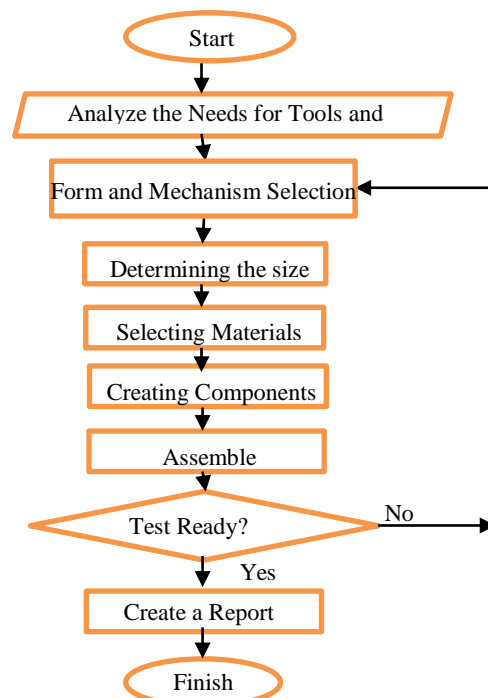 Start
Analyze the Needs for Tools and
Form and Mechanism Selection
Determining the size
Selecting Materials
Creating Components
Assemble
Test Ready?
No
Yes
Create a Report
Finish